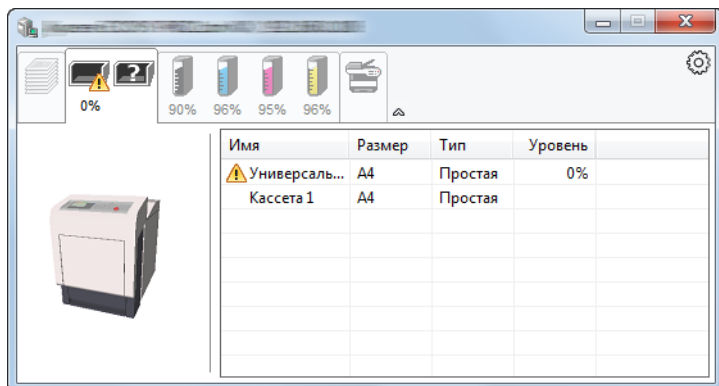 0% 90% 96% 95% 96%
Имя Размер Тип Уровень
Универсаль... A4 Простая 0%
Кассета 1 A4 Простая